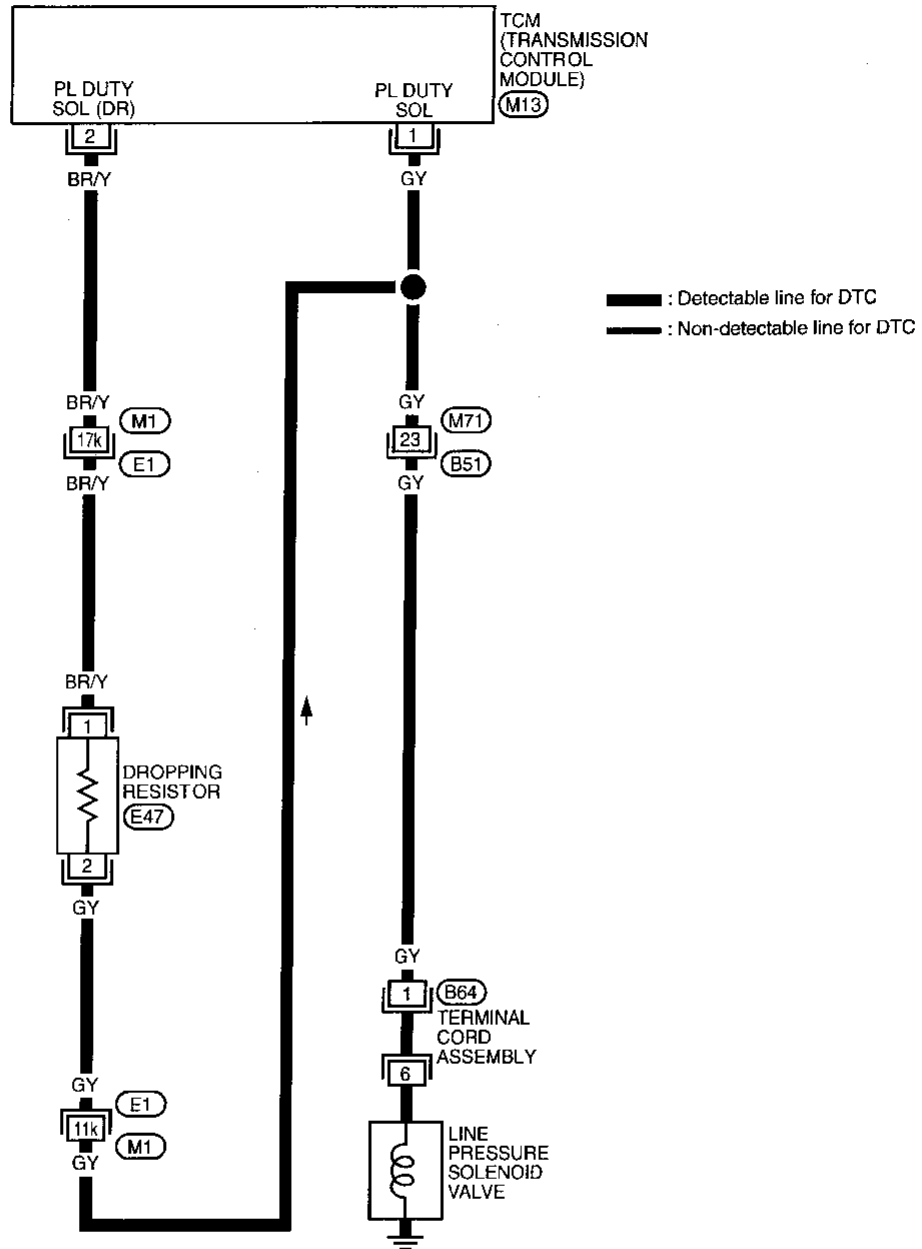 TCM
(TRANSMISSION
CONTROL
MODULE)
M13
PL DUTY
SOL (DR)
PL DUTY
SOL
2
1
BR/Y
GY
: Detectable line for DTC
: Non-detectable line for DTC
BR/Y
GY
M1
M71
17k
23
E1
B51
BR/Y
GY
BR/Y
1
DROPPING
RESISTOR
E47
2
GY
GY
1
B64
TERMINAL
CORD
ASSEMBLY
6
GY
E1
11k
M1
GY
LINE
PRESSURE
SOLENOID
VALVE